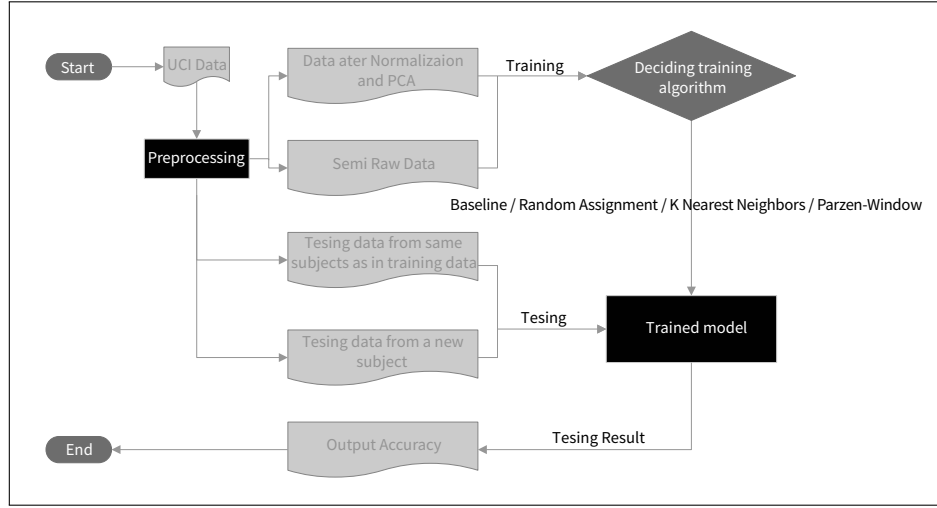 Start
UCI Data
Data ater Normalizaion
and PCA
Training
Deciding training
algorithm
Preprocessing
Semi Raw Data
Baseline / Random Assignment / K Nearest Neighbors / Parzen-Window
Tesing data from same
subjects as in training data
Tesing
Trained model
Tesing data from a new
subject
End
Output Accuracy
Tesing Result